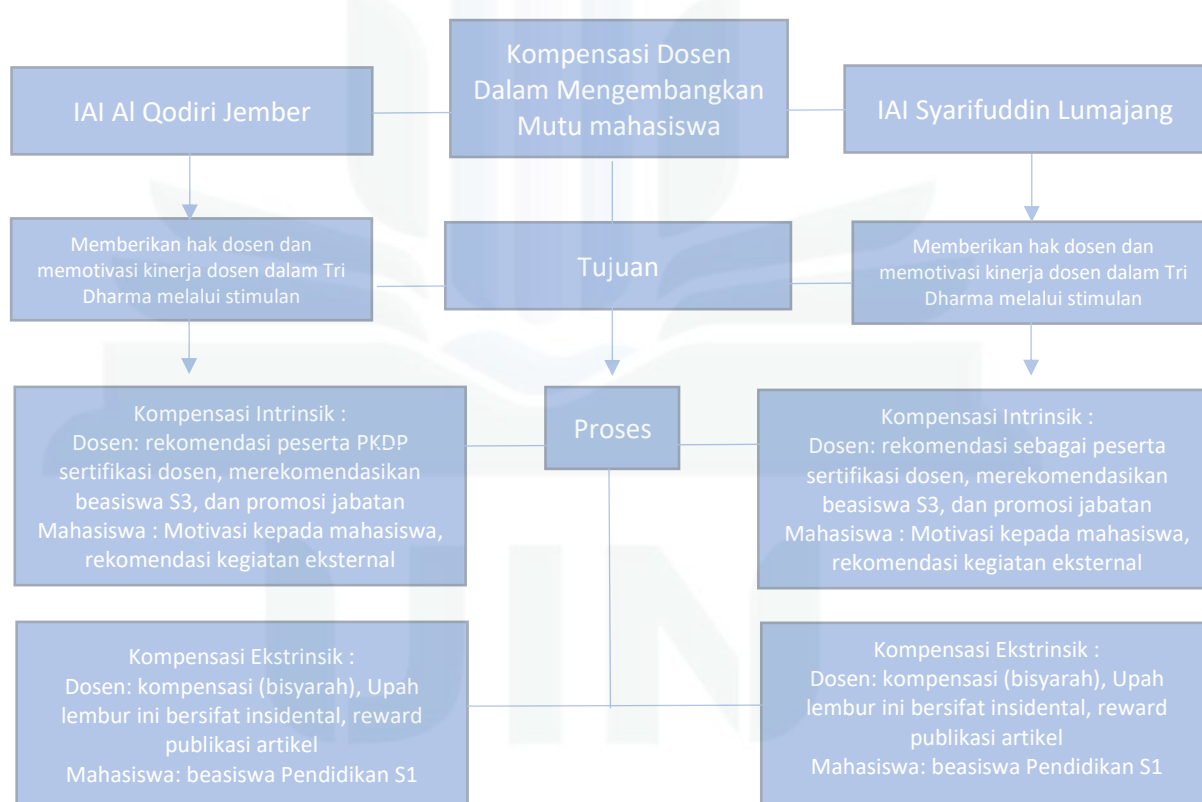 Kompensasi Dosen
Dalam Mengembangkan
Mutu mahasiswa
IAI Al Qodiri Jember
IAI Syarifuddin Lumajang
Memberikan hak dosen dan
memotivasi kinerja dosen dalam Tri
Dharma melalui stimulan
Tujuan
Memberikan hak dosen dan
memotivasi kinerja dosen dalam Tri
Dharma melalui stimulan
Kompensasi Intrinsik :
Dosen: rekomendasi peserta PKDP
sertifikasi dosen, merekomendasikan
beasiswa S3, dan promosi jabatan
Mahasiswa : Motivasi kepada mahasiswa,
rekomendasi kegiatan eksternal
Proses
Kompensasi Intrinsik :
Dosen: rekomendasi sebagai peserta
sertifikasi dosen, merekomendasikan
beasiswa S3, dan promosi jabatan
Mahasiswa : Motivasi kepada mahasiswa,
rekomendasi kegiatan eksternal
Kompensasi Ekstrinsik :
Dosen: kompensasi (bisyarah), Upah
lembur ini bersifat insidental, reward
publikasi artikel
Mahasiswa: beasiswa Pendidikan S1
Kompensasi Ekstrinsik :
Dosen: kompensasi (bisyarah), Upah
lembur ini bersifat insidental, reward
publikasi artikel
Mahasiswa: beasiswa Pendidikan S1
UIN